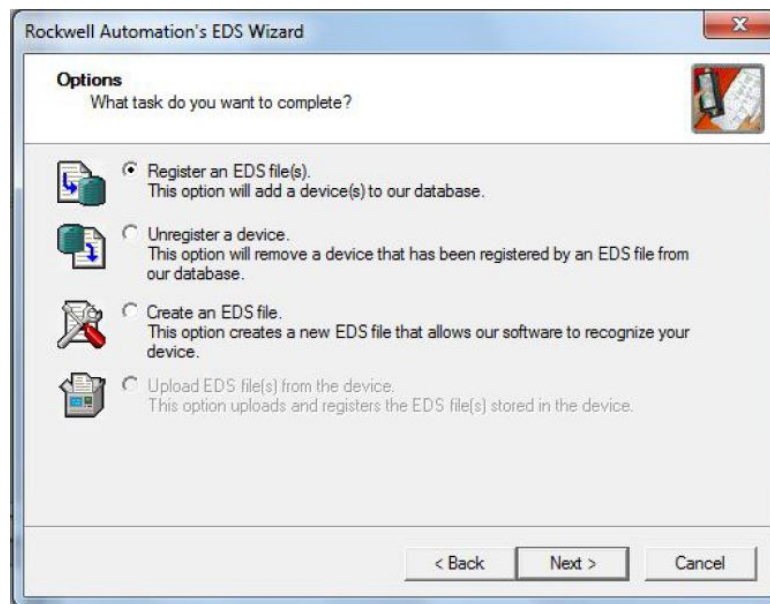 Rockwell Automation's EDS Wizard
Options
What task do you want to complete?
Register an EDS file(s).
This option will add a device(s) to our database.
Unregister a device.
This option will remove a device that has been registered by an EDS file from
our database.
Create an EDS file.
This option creates a new EDS file that allows our software to recognize your
device.
Upload EDS file(s) from the device.
This option uploads and registers the EDS file(s) stored in the device.
< Back Next > Cancel